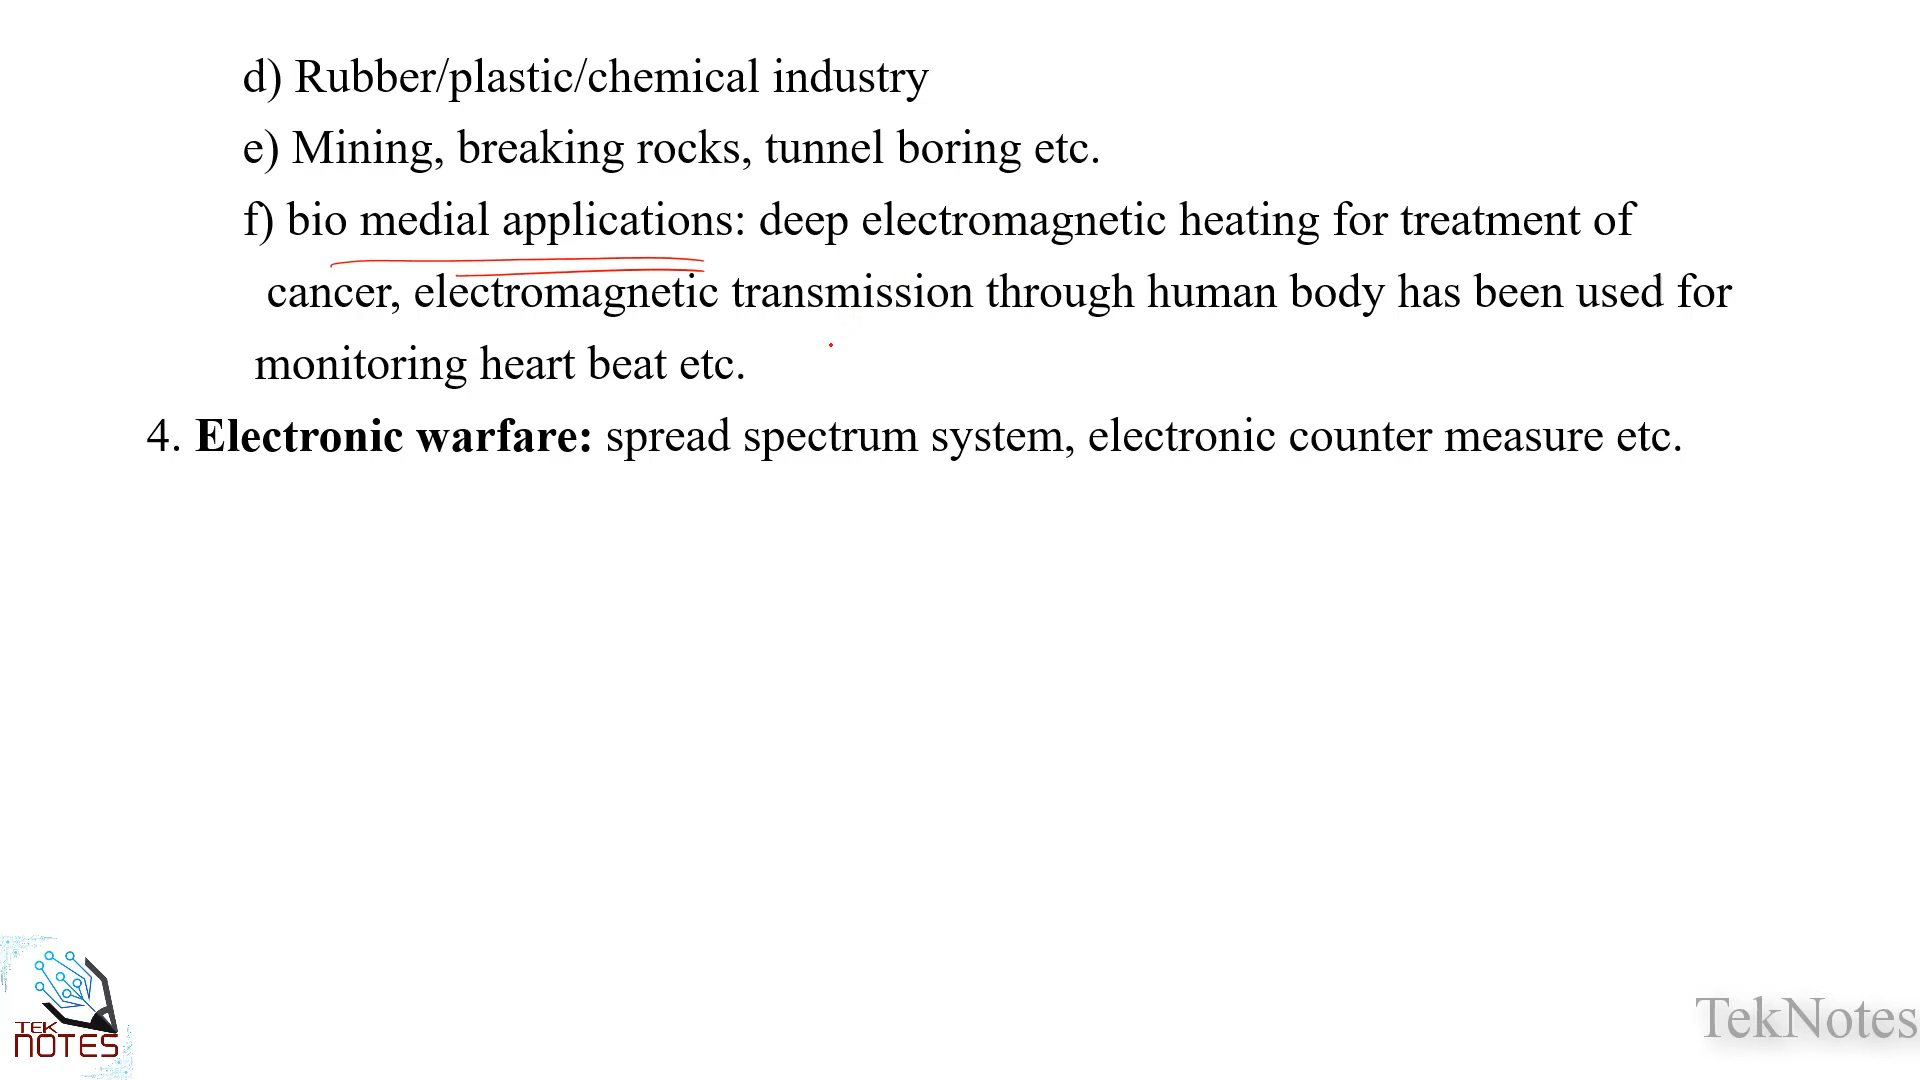 d) Rubber/plastic/chemical industry
e) Mining, breaking rocks, tunnel boring etc.
f) bio medial applications: deep electromagnetic heating for treatment of
cancer, electromagnetic transmission through human body has been used for
monitoring heart beat etc.
4. Electronic warfare: spread spectrum system, electronic counter measure etc.
TEK
NOTES
TekNotes